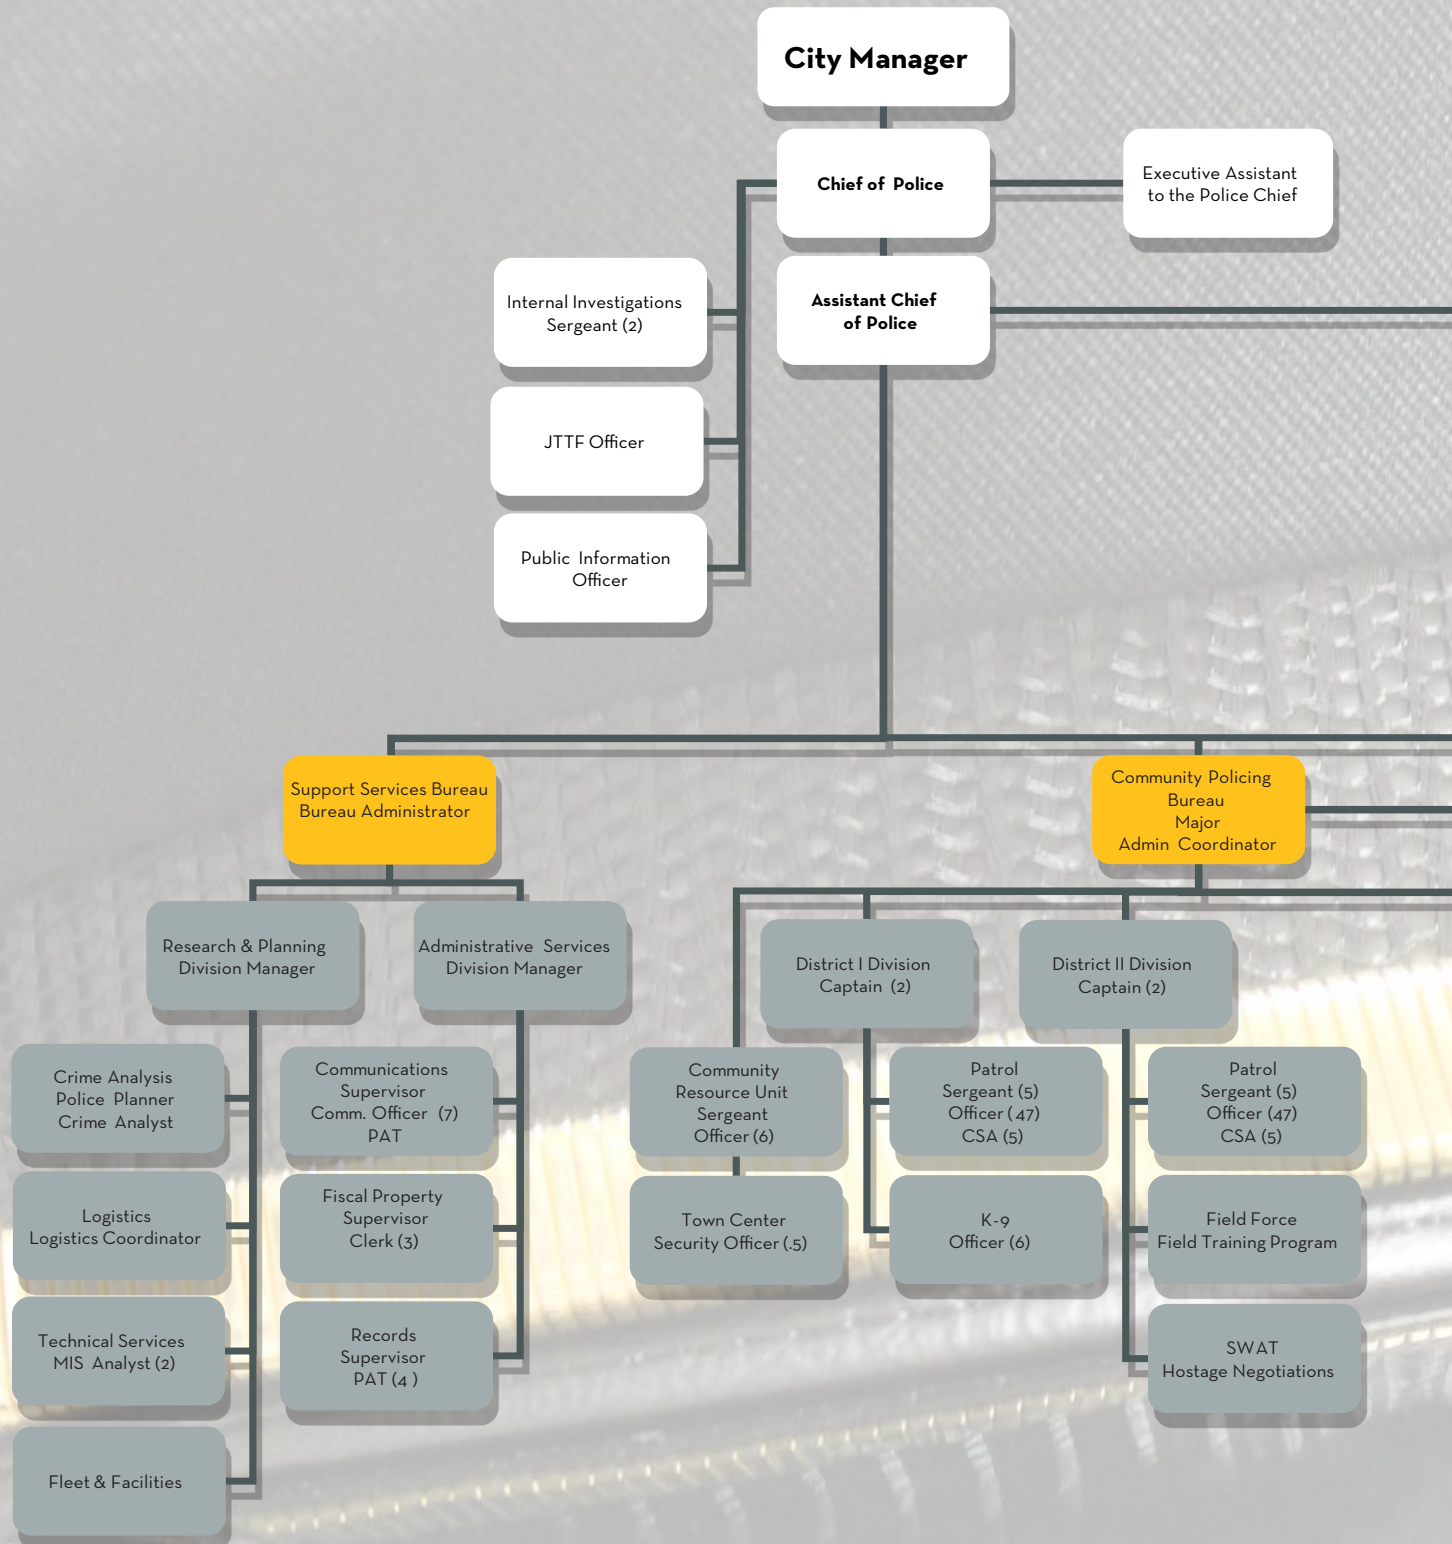 City Manager
Chief of Police
Executive Assistant
to the Police Chief
Internal Investigations
Sergeant (2)
Assistant Chief
of Police
JTTF Officer
Public Information
Officer
Support Services Bureau
Bureau Administrator
Community Policing
Bureau
Major
Admin Coordinator
Research & Planning
Division Manager
Administrative Services
Division Manager
District I Division
Captain (2)
District II Division
Captain (2)
Crime Analysis
Police Planner
Crime Analyst
Communications
Supervisor
Comm. Officer (7)
PAT
Community
Resource Unit
Sergeant
Officer (6)
Patrol
Sergeant (5)
Officer (47)
CSA (5)
Patrol
Sergeant (5)
Officer (47)
CSA (5)
Logistics
Logistics Coordinator
Fiscal Property
Supervisor
Clerk (3)
Town Center
Security Officer (.5)
K-9
Officer (6)
Field Force
Field Training Program
Technical Services
MIS Analyst (2)
Records
Supervisor
PAT (4 )
SWAT
Hostage Negotiations
Fleet & Facilities